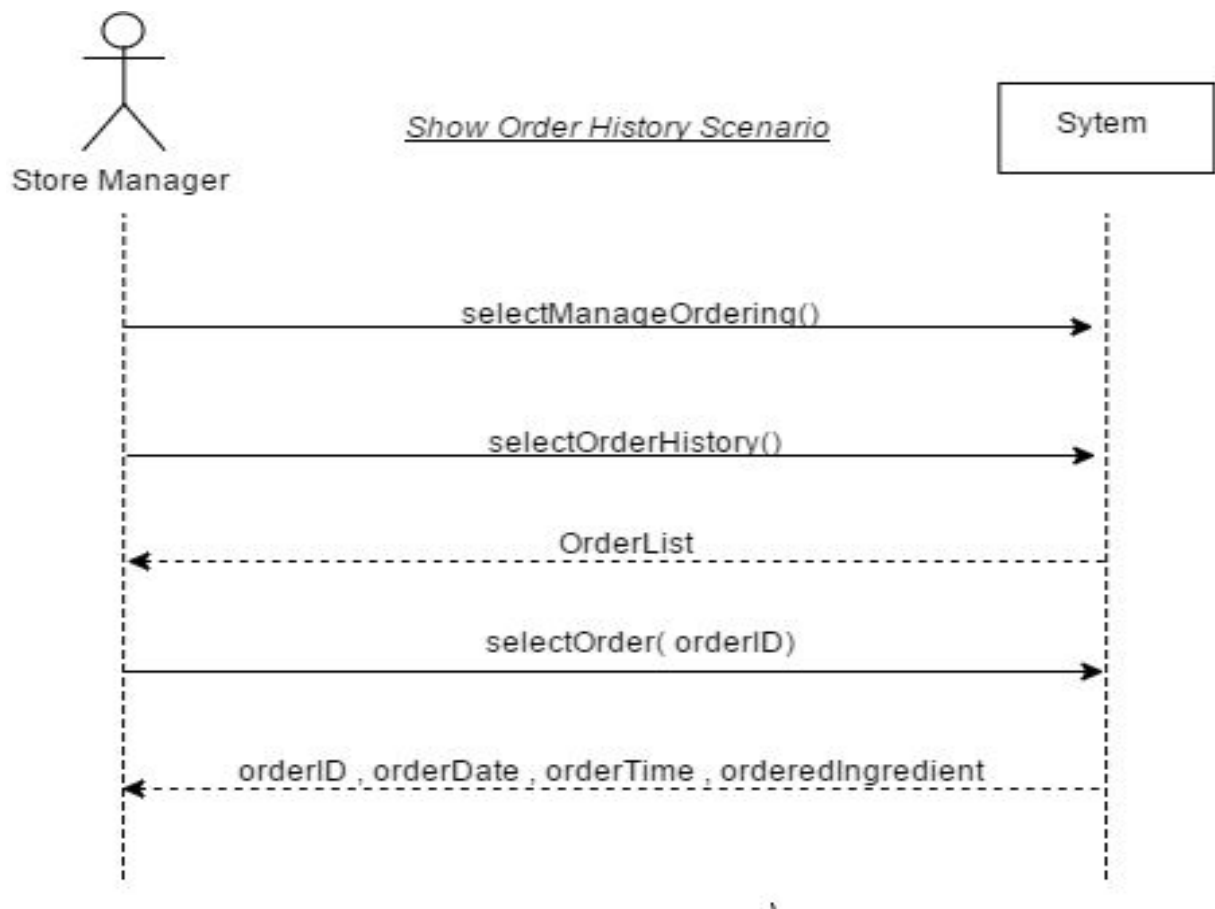 Show Order History Scenario
Sytem
Store Manager
selectManageOrdering()
selectOrderHistory()
OrderList
selectOrder( orderID)
orderID , orderDate , orderTime , orderedIngredient